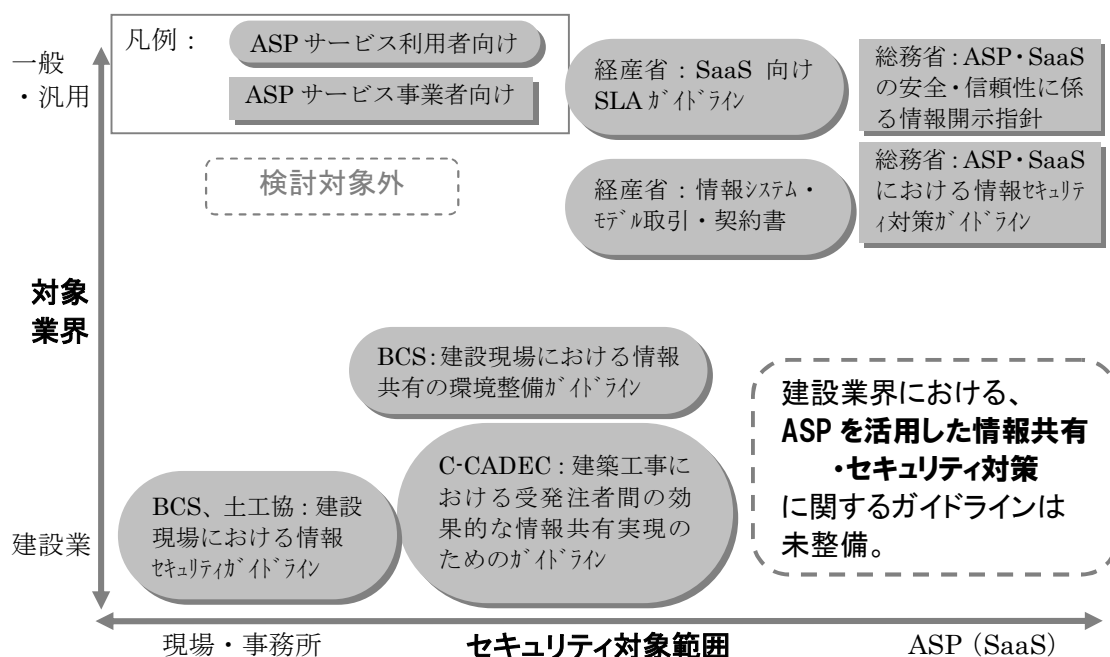 一般
・汎用
凡例：
ASP サービス利用者向け
ASP サービス事業者向け
経産省：SaaS 向け
SLA ガイドライン
総務省：ASP・SaaS
の安全・信頼性に係
る情報開示指針
検討対象外
経産省：情報システム・
モデル取引・契約書
総務省：ASP・SaaS
における情報セキュリテ
ィ対策ガイドライン
対象
業界
BCS：建設現場における情報
共有の環境整備ガイドライン
建設業界における、
ASP を活用した情報共有
・セキュリティ対策
に関するガイドラインは
未整備。
C-CADEC：建築工事に
おける受発注者間の効
果的な情報共有実現の
ためのガイドライン
BCS、土工協：建設
現場における情報
セキュリティガイドライン
建設業
現場・事務所
セキュリティ対象範囲
ASP（SaaS）